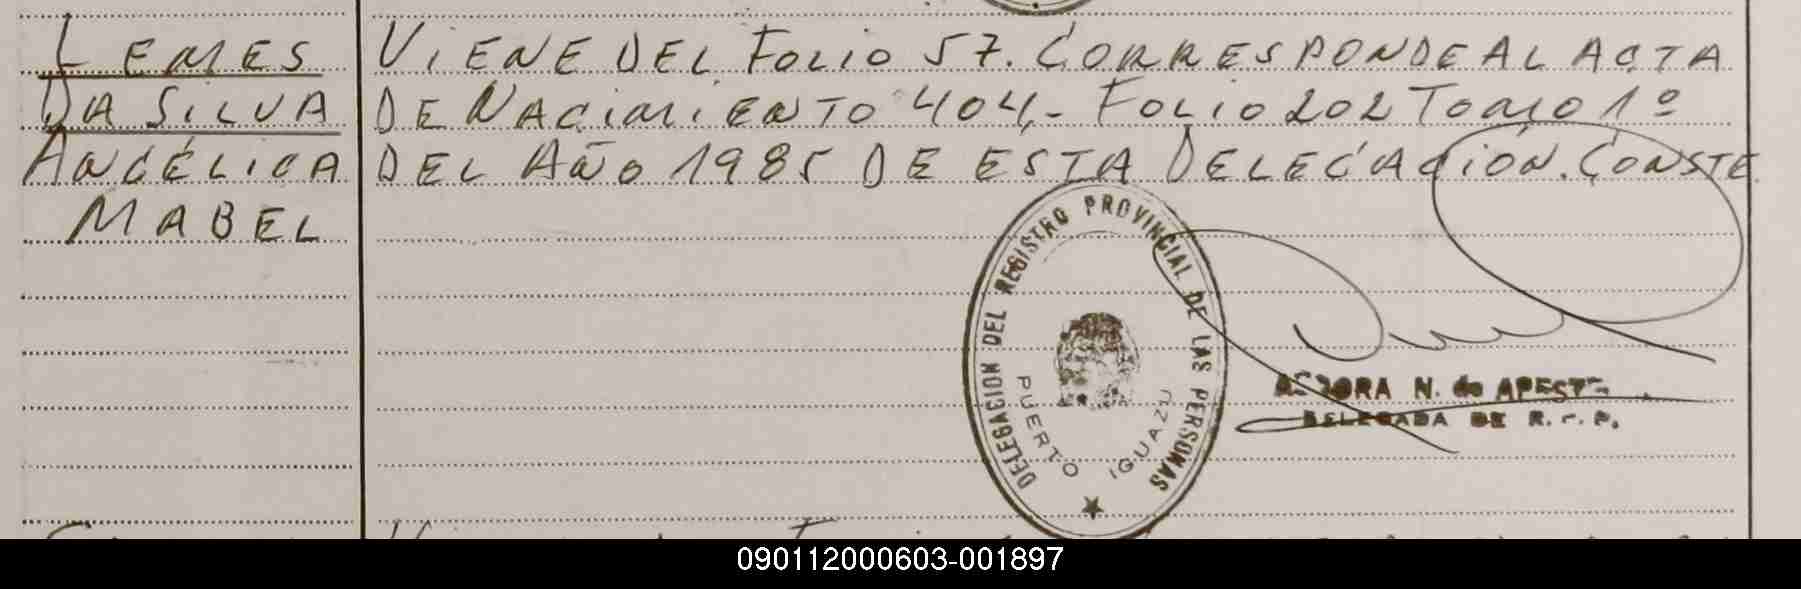 LEMES
DA SILVA
ANGÉLICA
MABEL
VIENE DEL FOLIO 57. CORRESPONDE AL ACTA
DE NACIMIENTO 404,- FOLIO 202 TOMO 1º
DEL AÑO 1985 DE ESTA DELEGACIÓN. CONSTE
DELEGACION DEL REGISTRO PROVINCIAL DE LAS PERSONAS
PUERTO IGUAZU
N. de APESTE
DELEGADA DE R. P.
090112000603-001897